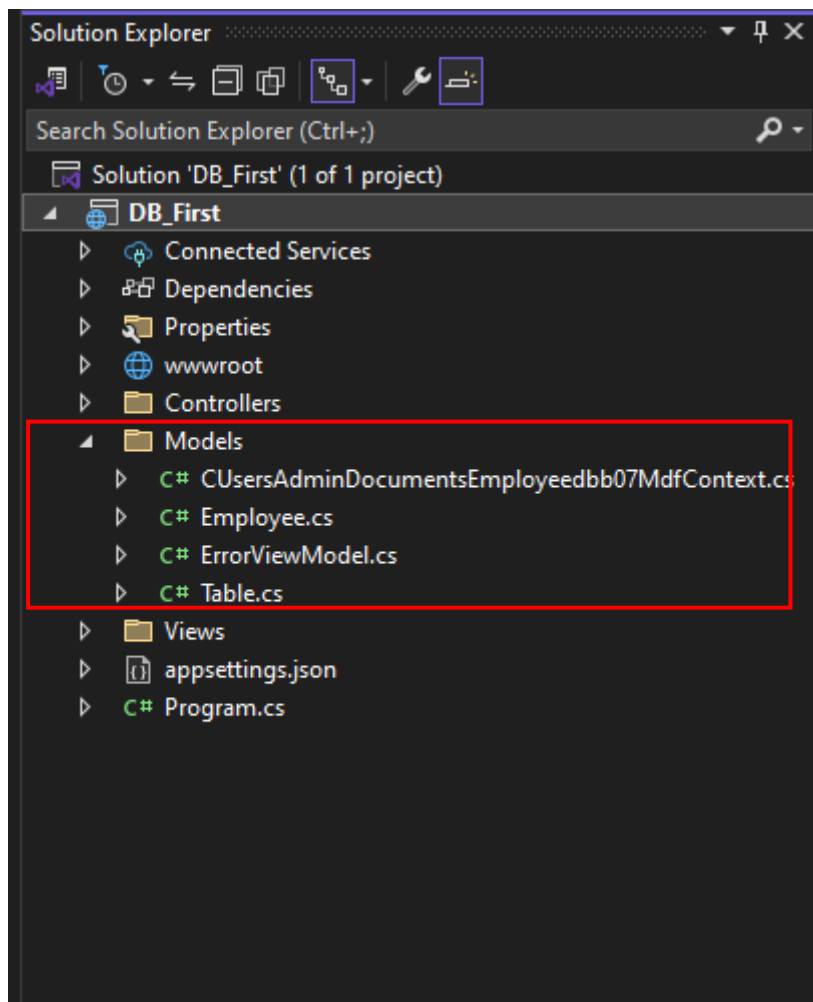 Solution Explorer
Search Solution Explorer (Ctrl+;)
Solution 'DB_First' (1 of 1 project)
DB_First
Connected Services
Dependencies
Properties
wwwroot
Controllers
Models
C# CUsersAdminDocumentsEmployeedbb07MdfContext.cs
C# Employee.cs
C# ErrorViewModel.cs
C# Table.cs
Views
appsettings.json
C# Program.cs